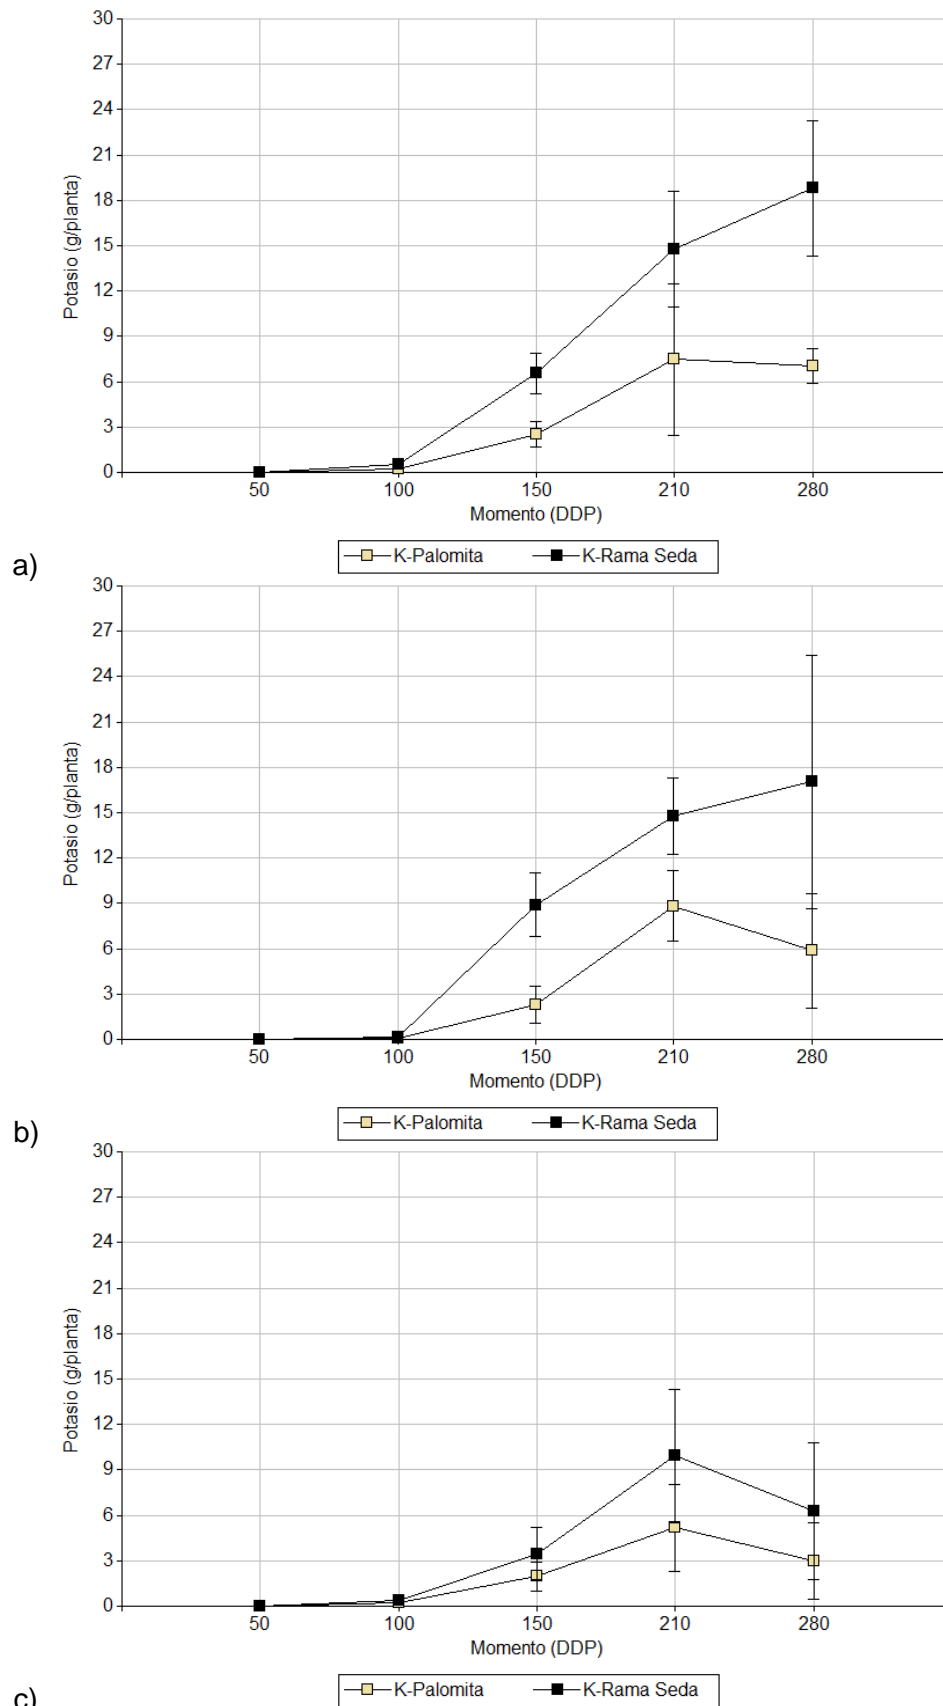 30
27
24
21
18
15
12
9
6
3
0
Potasio (g/planta)
50 100 150 210 280
Momento (DDP)
K-Palomita K-Rama Seda
a)
30
27
24
21
18
15
12
9
6
3
0
Potasio (g/planta)
50 100 150 210 280
Momento (DDP)
K-Palomita K-Rama Seda
b)
30
27
24
21
18
15
12
9
6
3
0
Potasio (g/planta)
50 100 150 210 280
Momento (DDP)
K-Palomita K-Rama Seda
c)